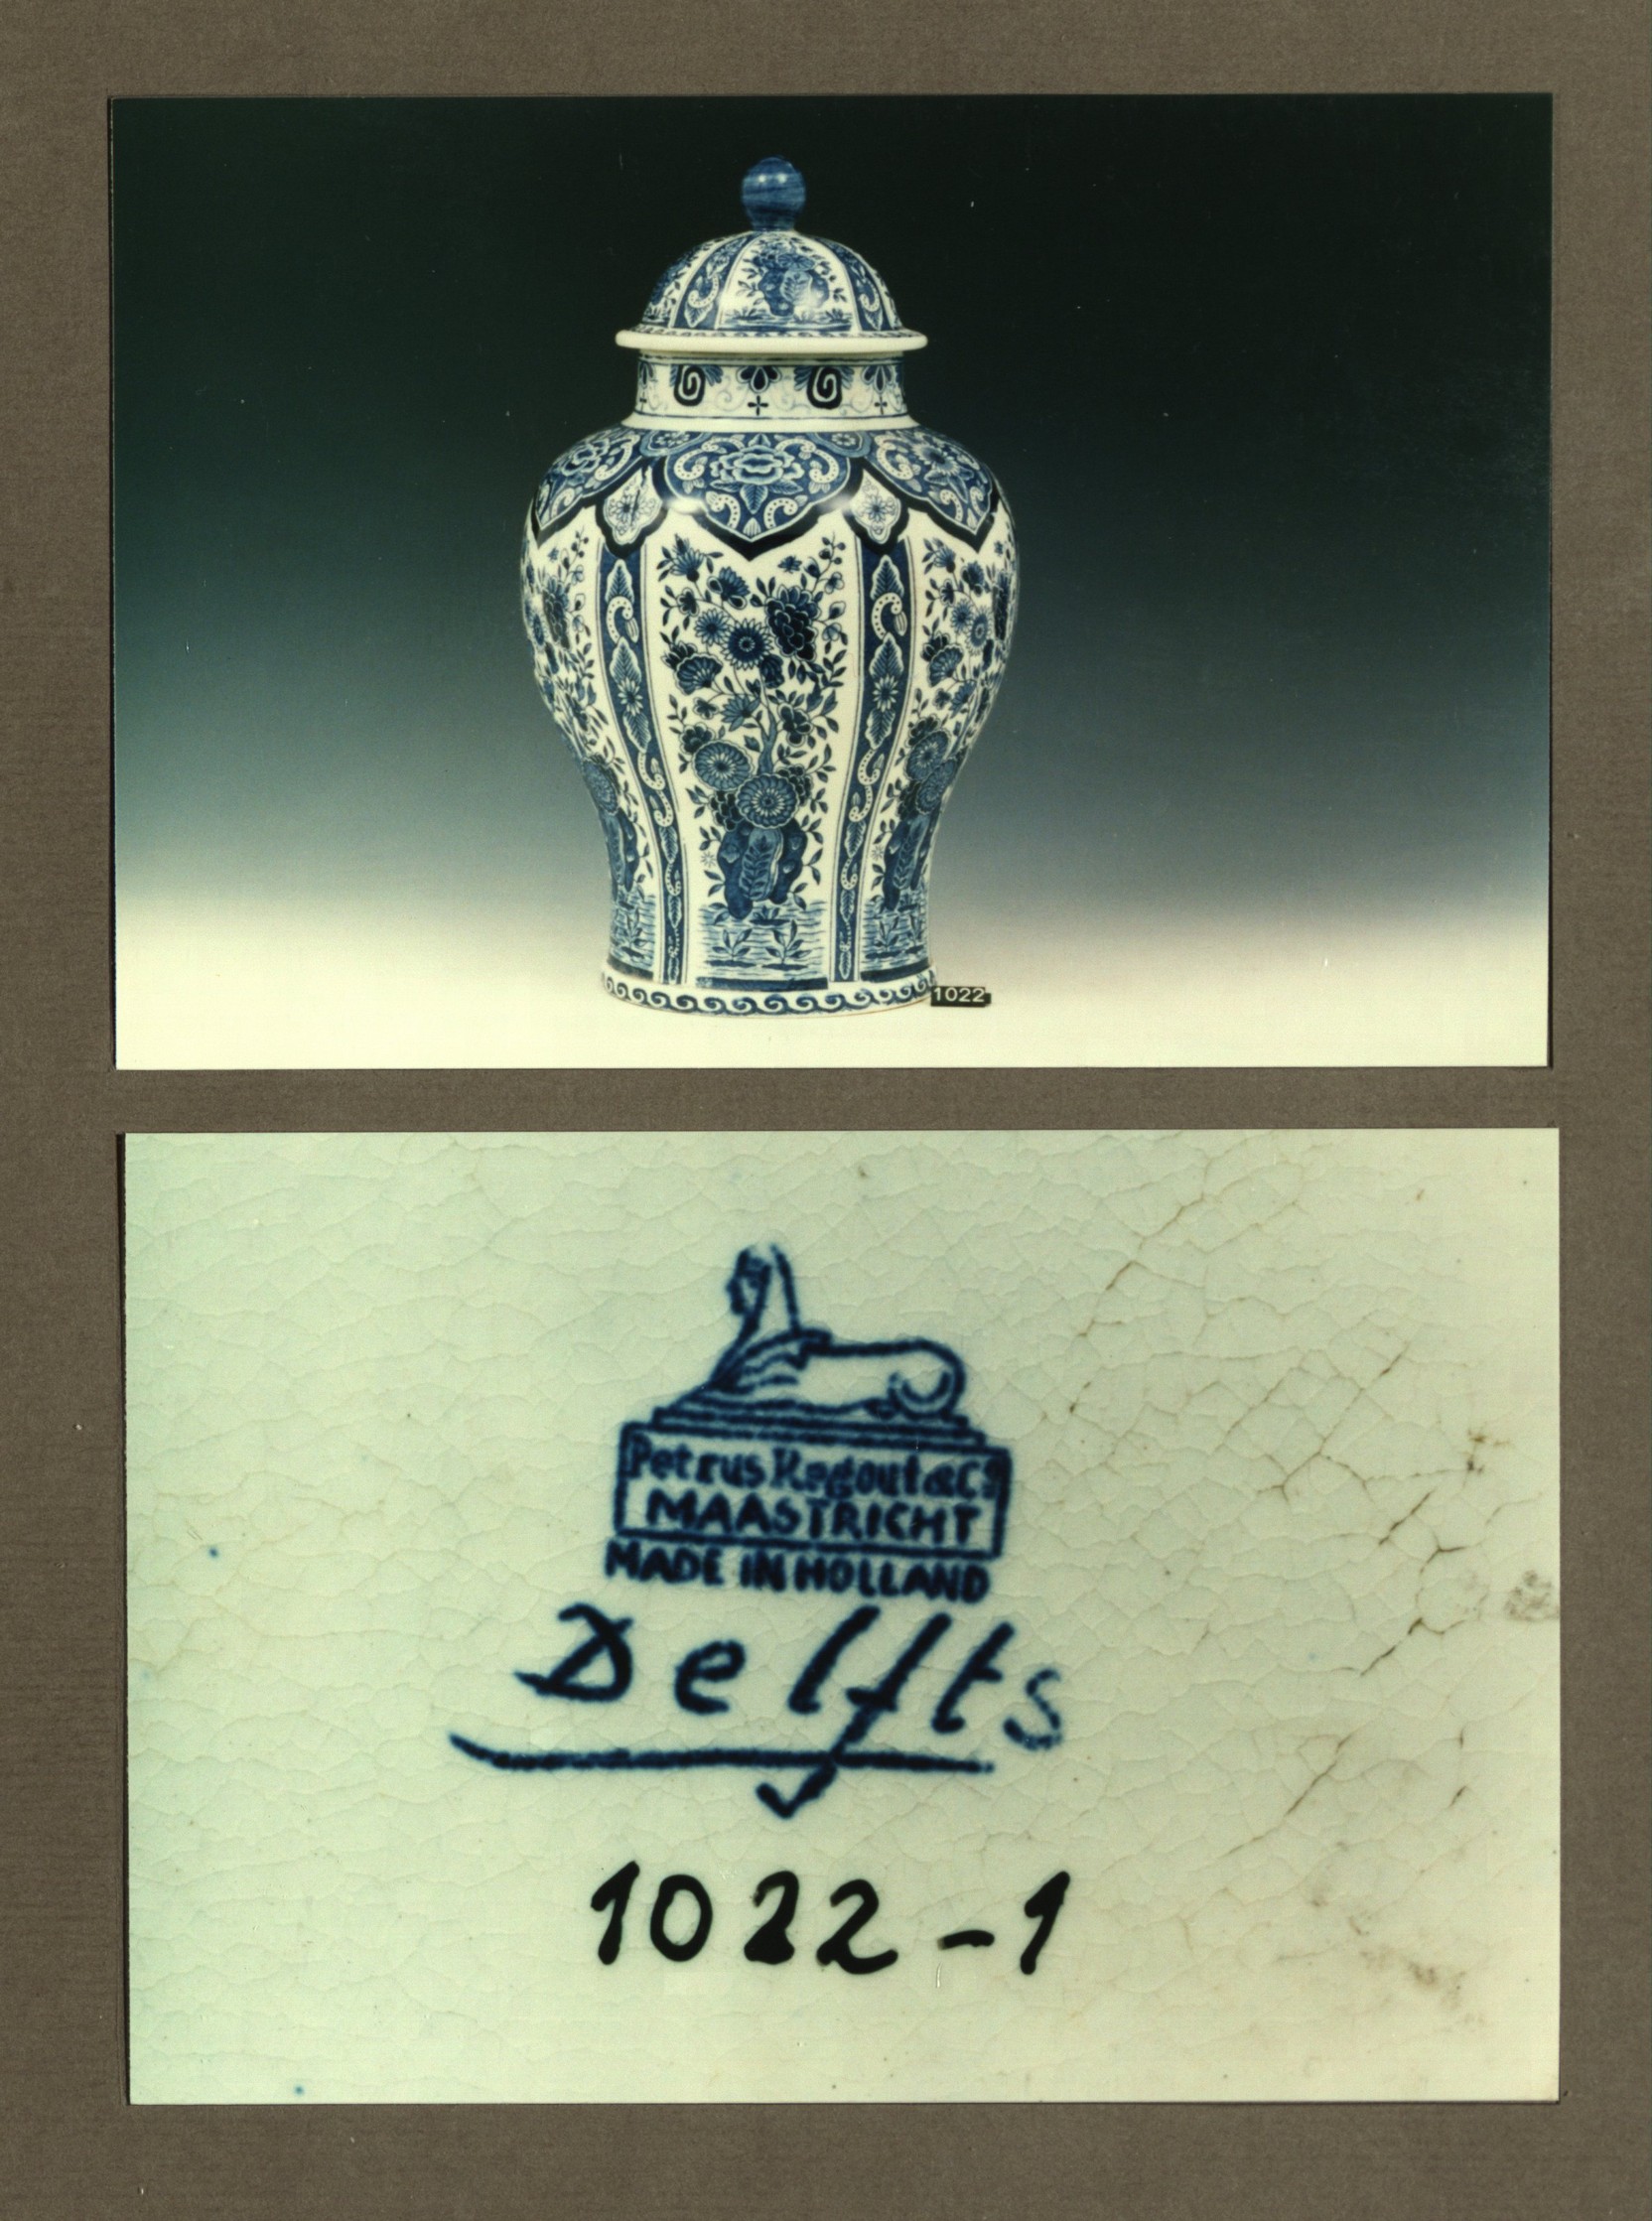 1022
Petrus Regout & Co
MAASTRICHT
MADE IN HOLLAND
Delfts
1022-1